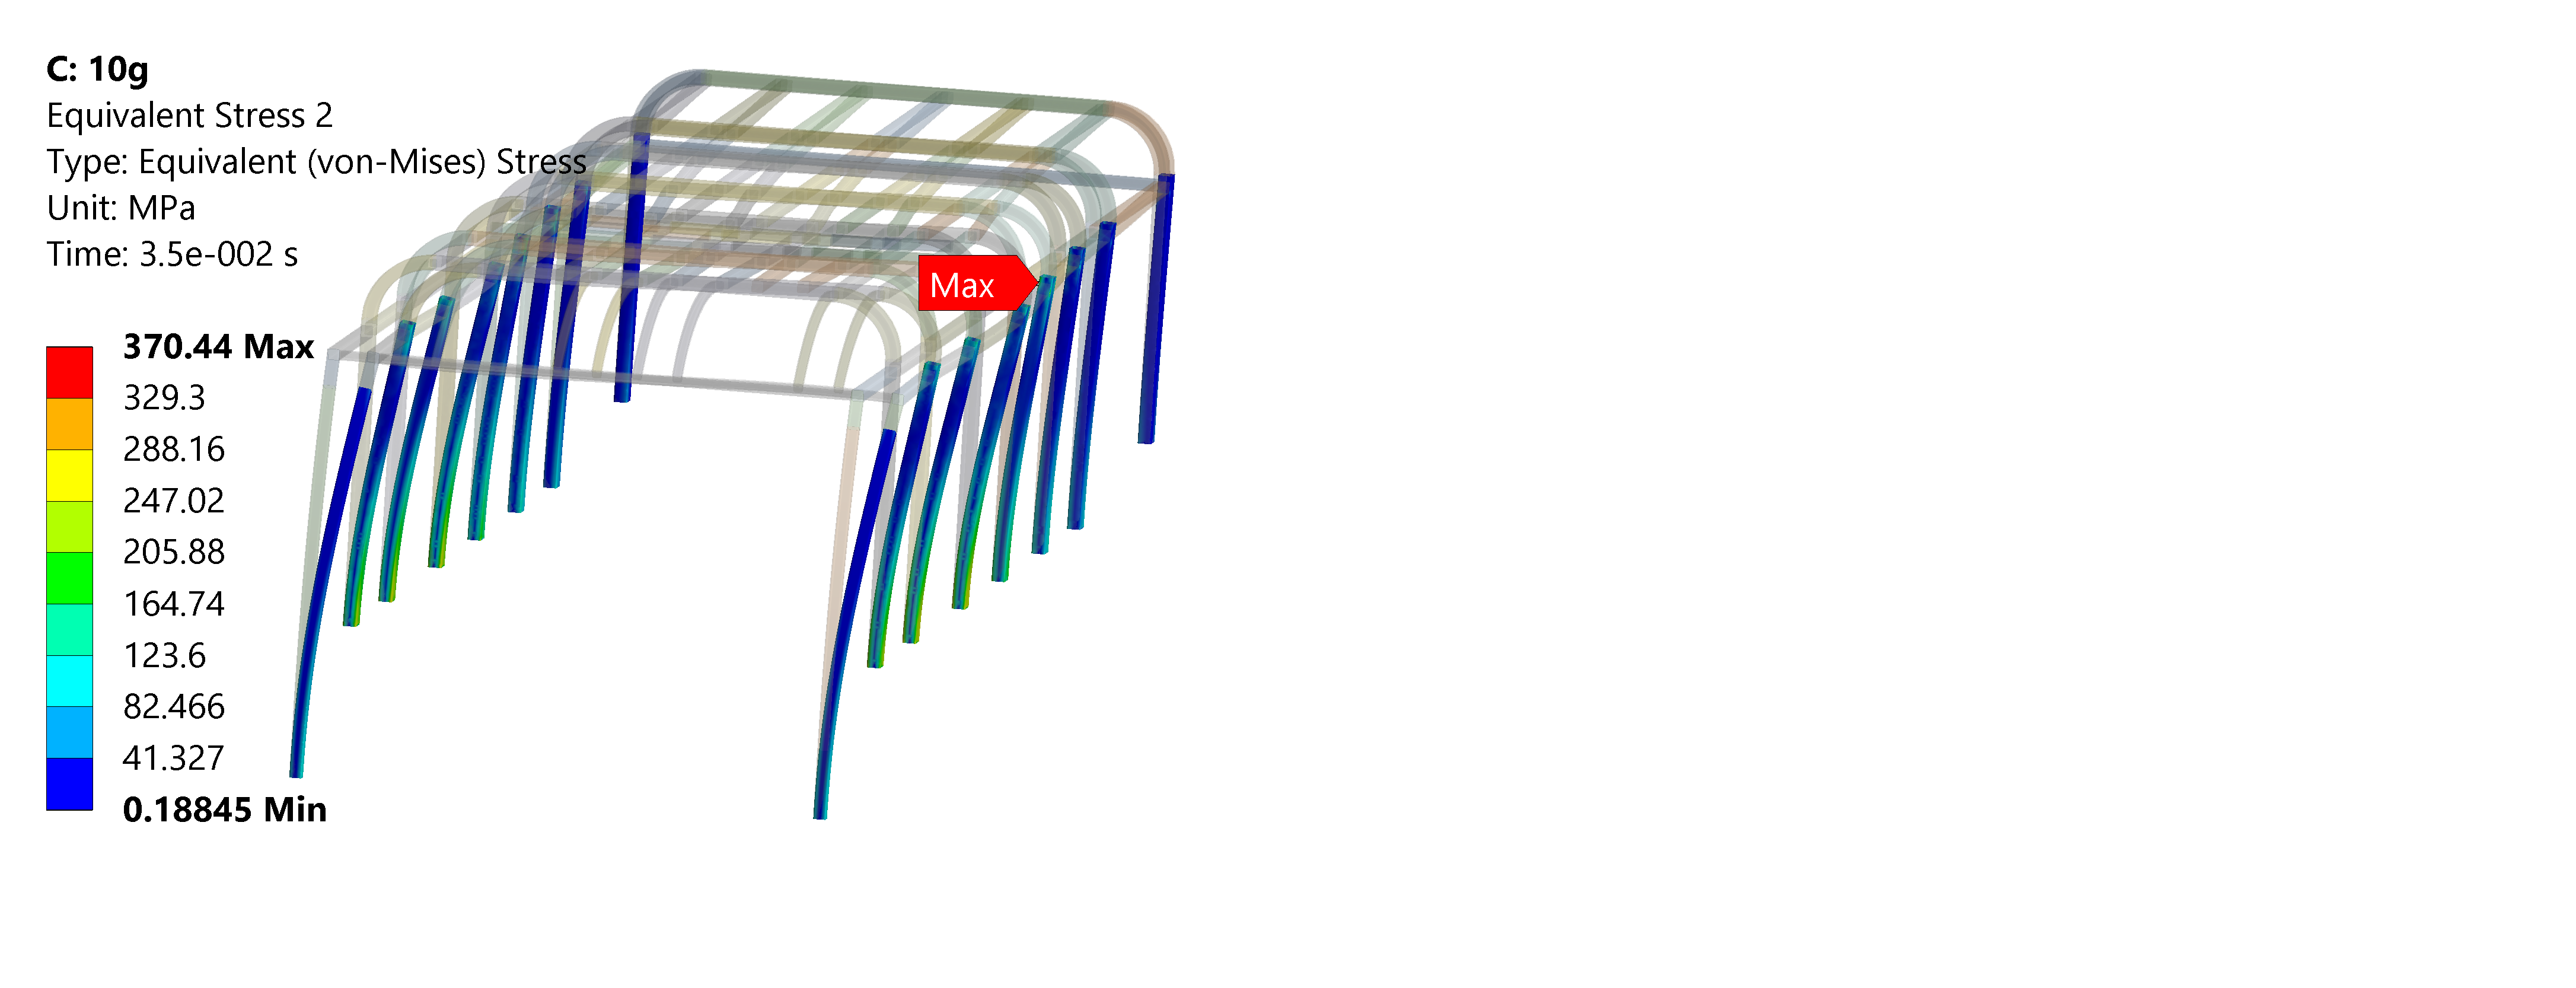 C: 10g
Equivalent Stress 2
Type: Equivalent (von-Mises) Stress
Unit: MPa
Time: 3.5e-002 s
Max
370.44 Max
329.3
288.16
247.02
205.88
164.74
123.6
82.466
41.327
0.18845 Min